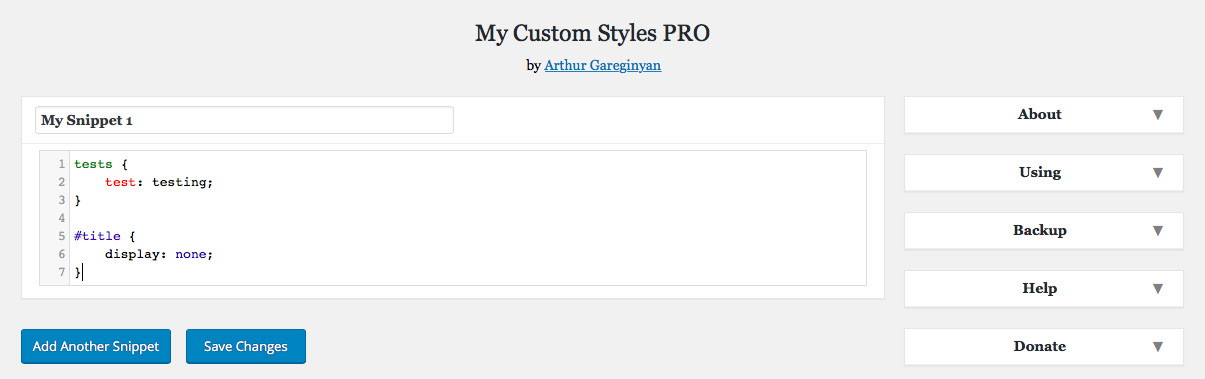 My Custom Styles PRO
by Arthur Gareginyan
My Snippet 1
1 tests {
2     test: testing;
3 }
4
5 #title {
6     display: none;
7 }
Add Another Snippet
Save Changes
About ▼
Using ▼
Backup ▼
Help ▼
Donate ▼